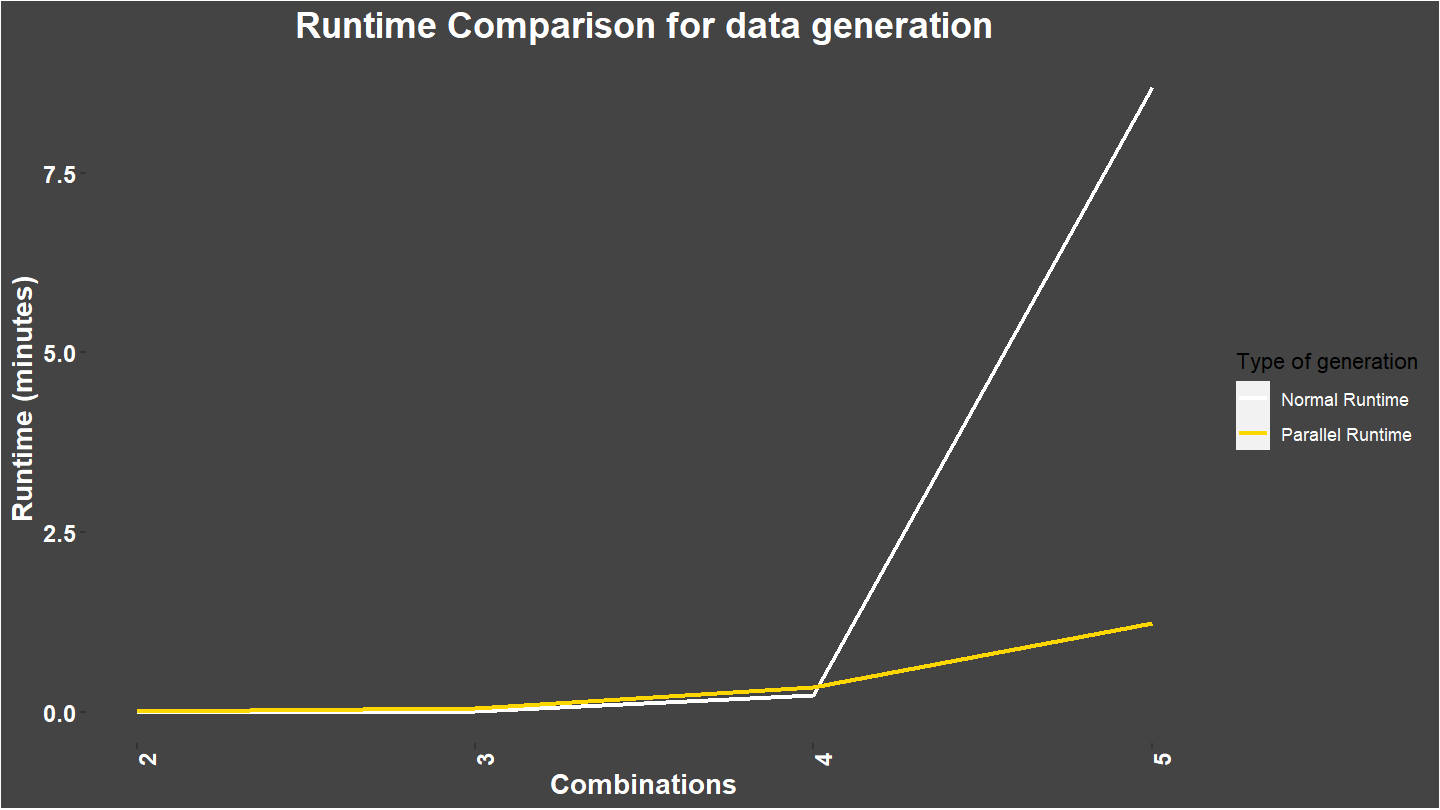 Runtime Comparison for data generation
7.5
5.0
2.5
0.0
Runtime (minutes)
2
3
4
5
Combinations
Type of generation
Normal Runtime
Parallel Runtime